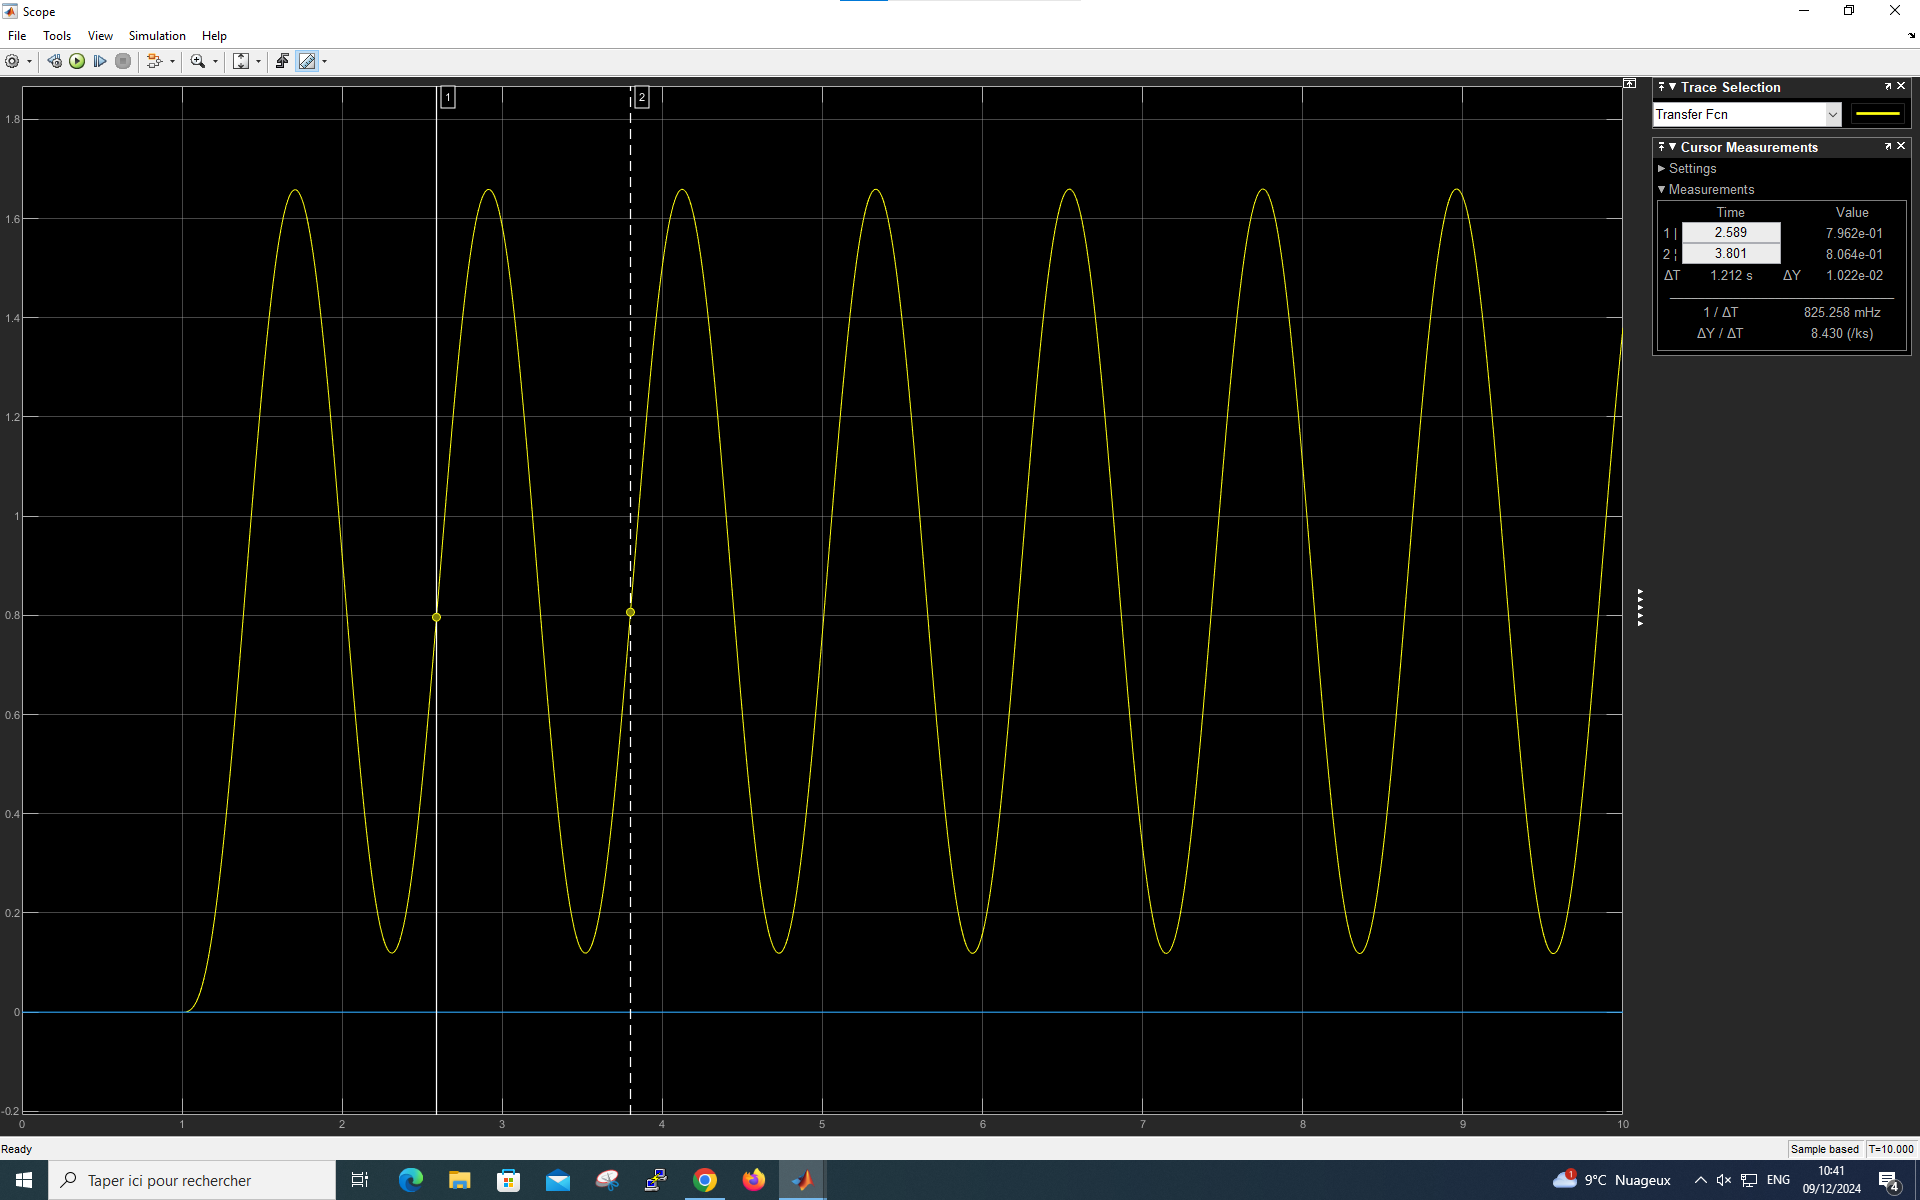 Scope
File Tools View Simulation Help
1 2
1.8
1.6
1.4
1.2
1
0.8
0.6
0.4
0.2
0
-0.2
0 1 2 3 4 5 6 7 8 9 10
Trace Selection
Transfer Fcn
Cursor Measurements
Settings
Measurements
Time Value
1 | 2.589 7.962e-01
2 ¦ 3.801 8.064e-01
ΔT 1.212 s ΔY 1.022e-02
1 / ΔT 825.258 mHz
ΔY / ΔT 8.430 (/ks)
Ready Sample based T=10.000
Taper ici pour rechercher 1 9°C Nuageux ENG 10:41
09/12/2024 4